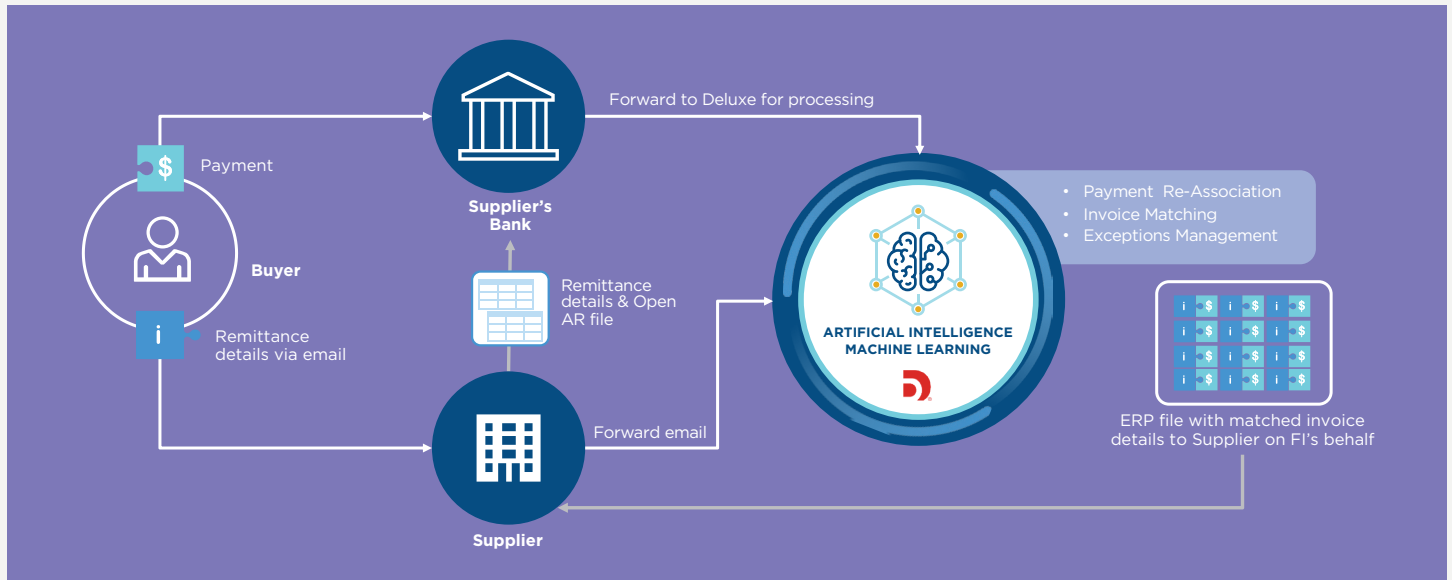 Forward to Deluxe for processing
$
Payment
Supplier's
Bank
Buyer
i
Remittance
details via email
Remittance
details & Open
AR file
Forward email
Supplier
ARTIFICIAL INTELLIGENCE
MACHINE LEARNING
• Payment Re-Association
• Invoice Matching
• Exceptions Management
i $ i $ i $
i $ i $ i $
i $ i $ i $
i $ i $ i $
ERP file with matched invoice
details to Supplier on FI's behalf